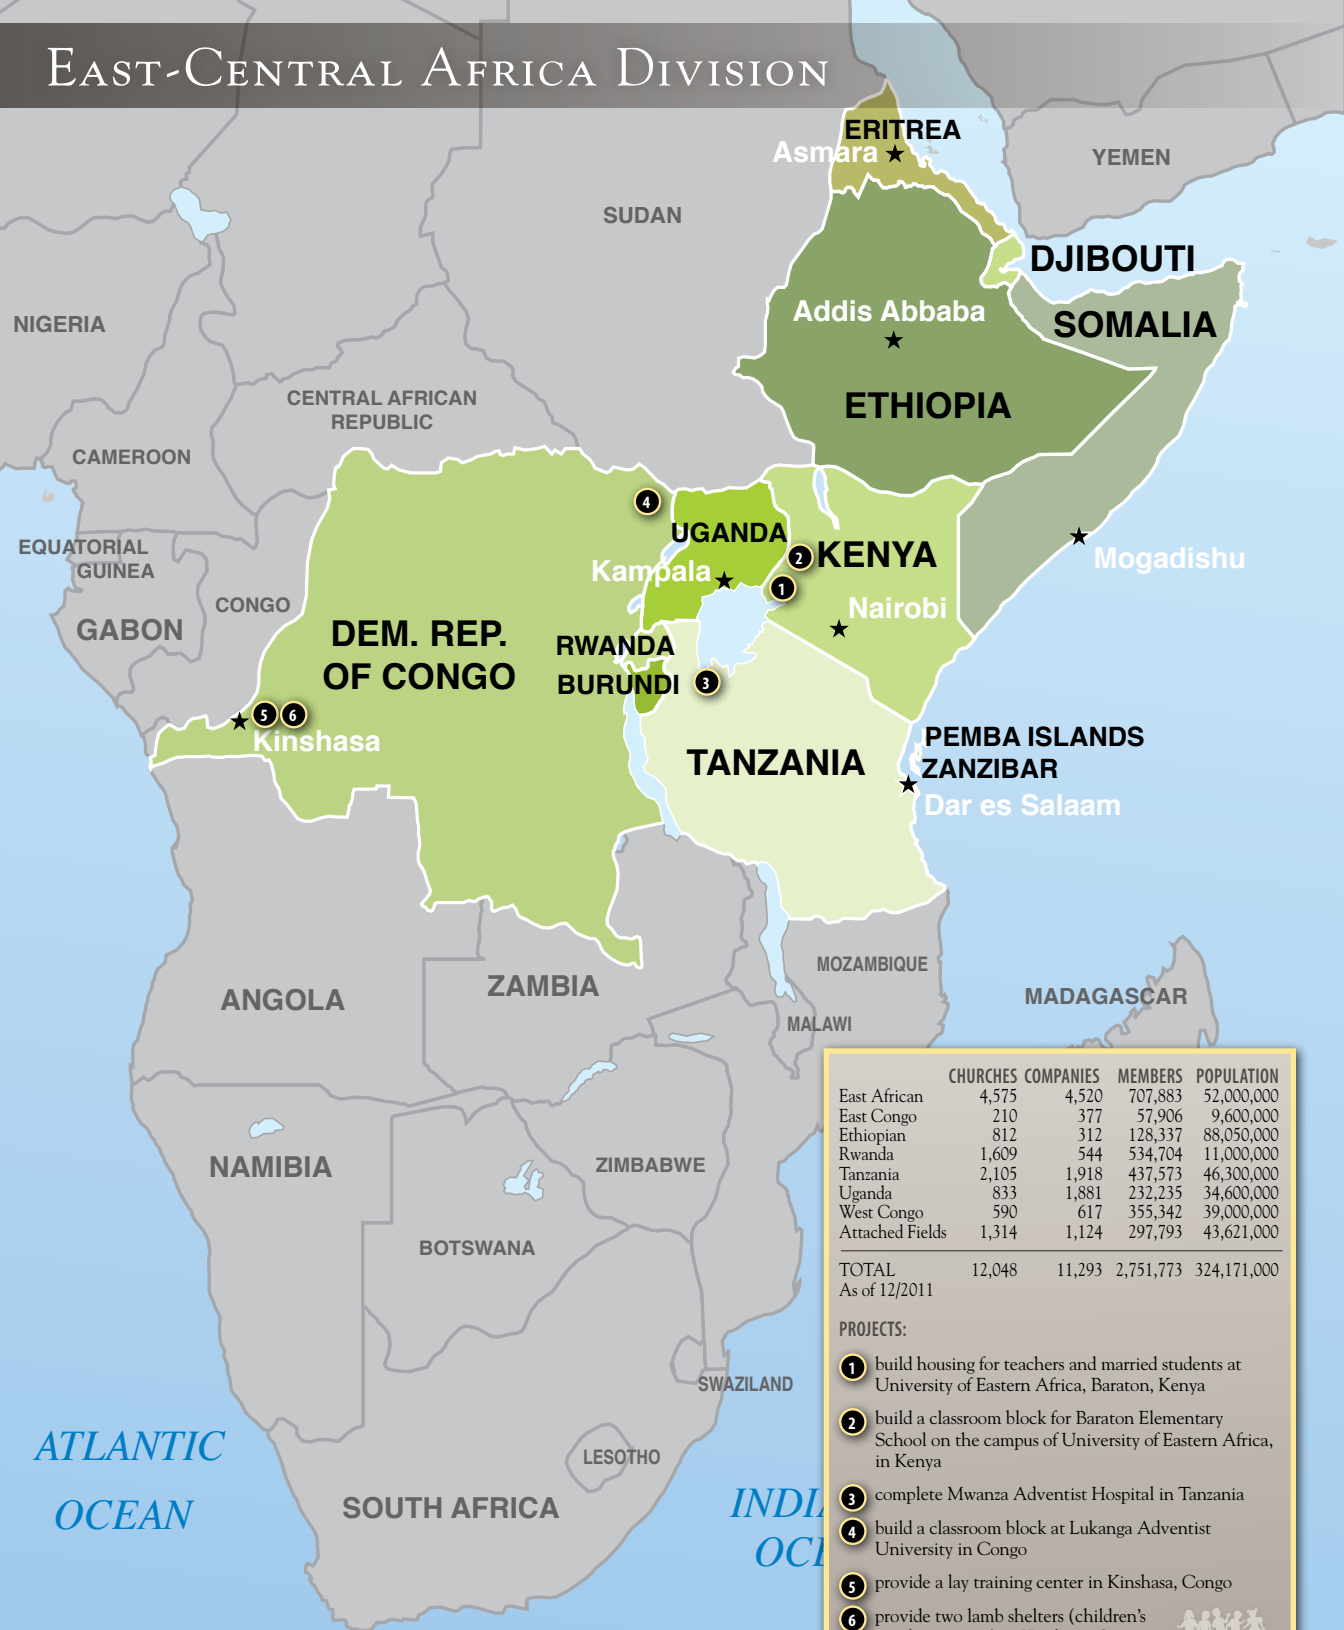 EAST-CENTRAL AFRICA DIVISION
ERITREA
Asmara
YEMEN
SUDAN
DJIBOUTI
NIGERIA
Addis Abbaba
SOMALIA
CENTRAL AFRICAN
REPUBLIC
ETHIOPIA
CAMEROON
4
UGANDA
EQUATORIAL
GUINEA
2
KENYA
Mogadishu
Kampala
1
CONGO
Nairobi
GABON
DEM. REP.
OF CONGO
RWANDA
BURUNDI
3
5
6
Kinshasa
TANZANIA
PEMBA ISLANDS
ZANZIBAR
Dar es Salaam
MOZAMBIQUE
ZAMBIA
ANGOLA
MADAGASCAR
MALAWI
NAMIBIA
ZIMBABWE
BOTSWANA
SWAZILAND
ATLANTIC
OCEAN
LESOTHO
SOUTH AFRICA
CHURCHES COMPANIES MEMBERS POPULATION
East African 4,575 4,520 707,883 52,000,000
East Congo 210 377 57,906 9,600,000
Ethiopian 812 312 128,337 88,050,000
Rwanda 1,609 544 534,704 11,000,000
Tanzania 2,105 1,918 437,573 46,300,000
Uganda 833 1,881 232,235 34,600,000
West Congo 590 617 355,342 39,000,000
Attached Fields 1,314 1,124 297,793 43,621,000
TOTAL 12,048 11,293 2,751,773 324,171,000
As of 12/2011
PROJECTS:
1 build housing for teachers and married students at
University of Eastern Africa, Baraton, Kenya
2 build a classroom block for Baraton Elementary
School on the campus of University of Eastern Africa,
in Kenya
3 complete Mwanza Adventist Hospital in Tanzania
4 build a classroom block at Lukanga Adventist
University in Congo
5 provide a lay training center in Kinshasa, Congo
6 provide two lamb shelters (children's